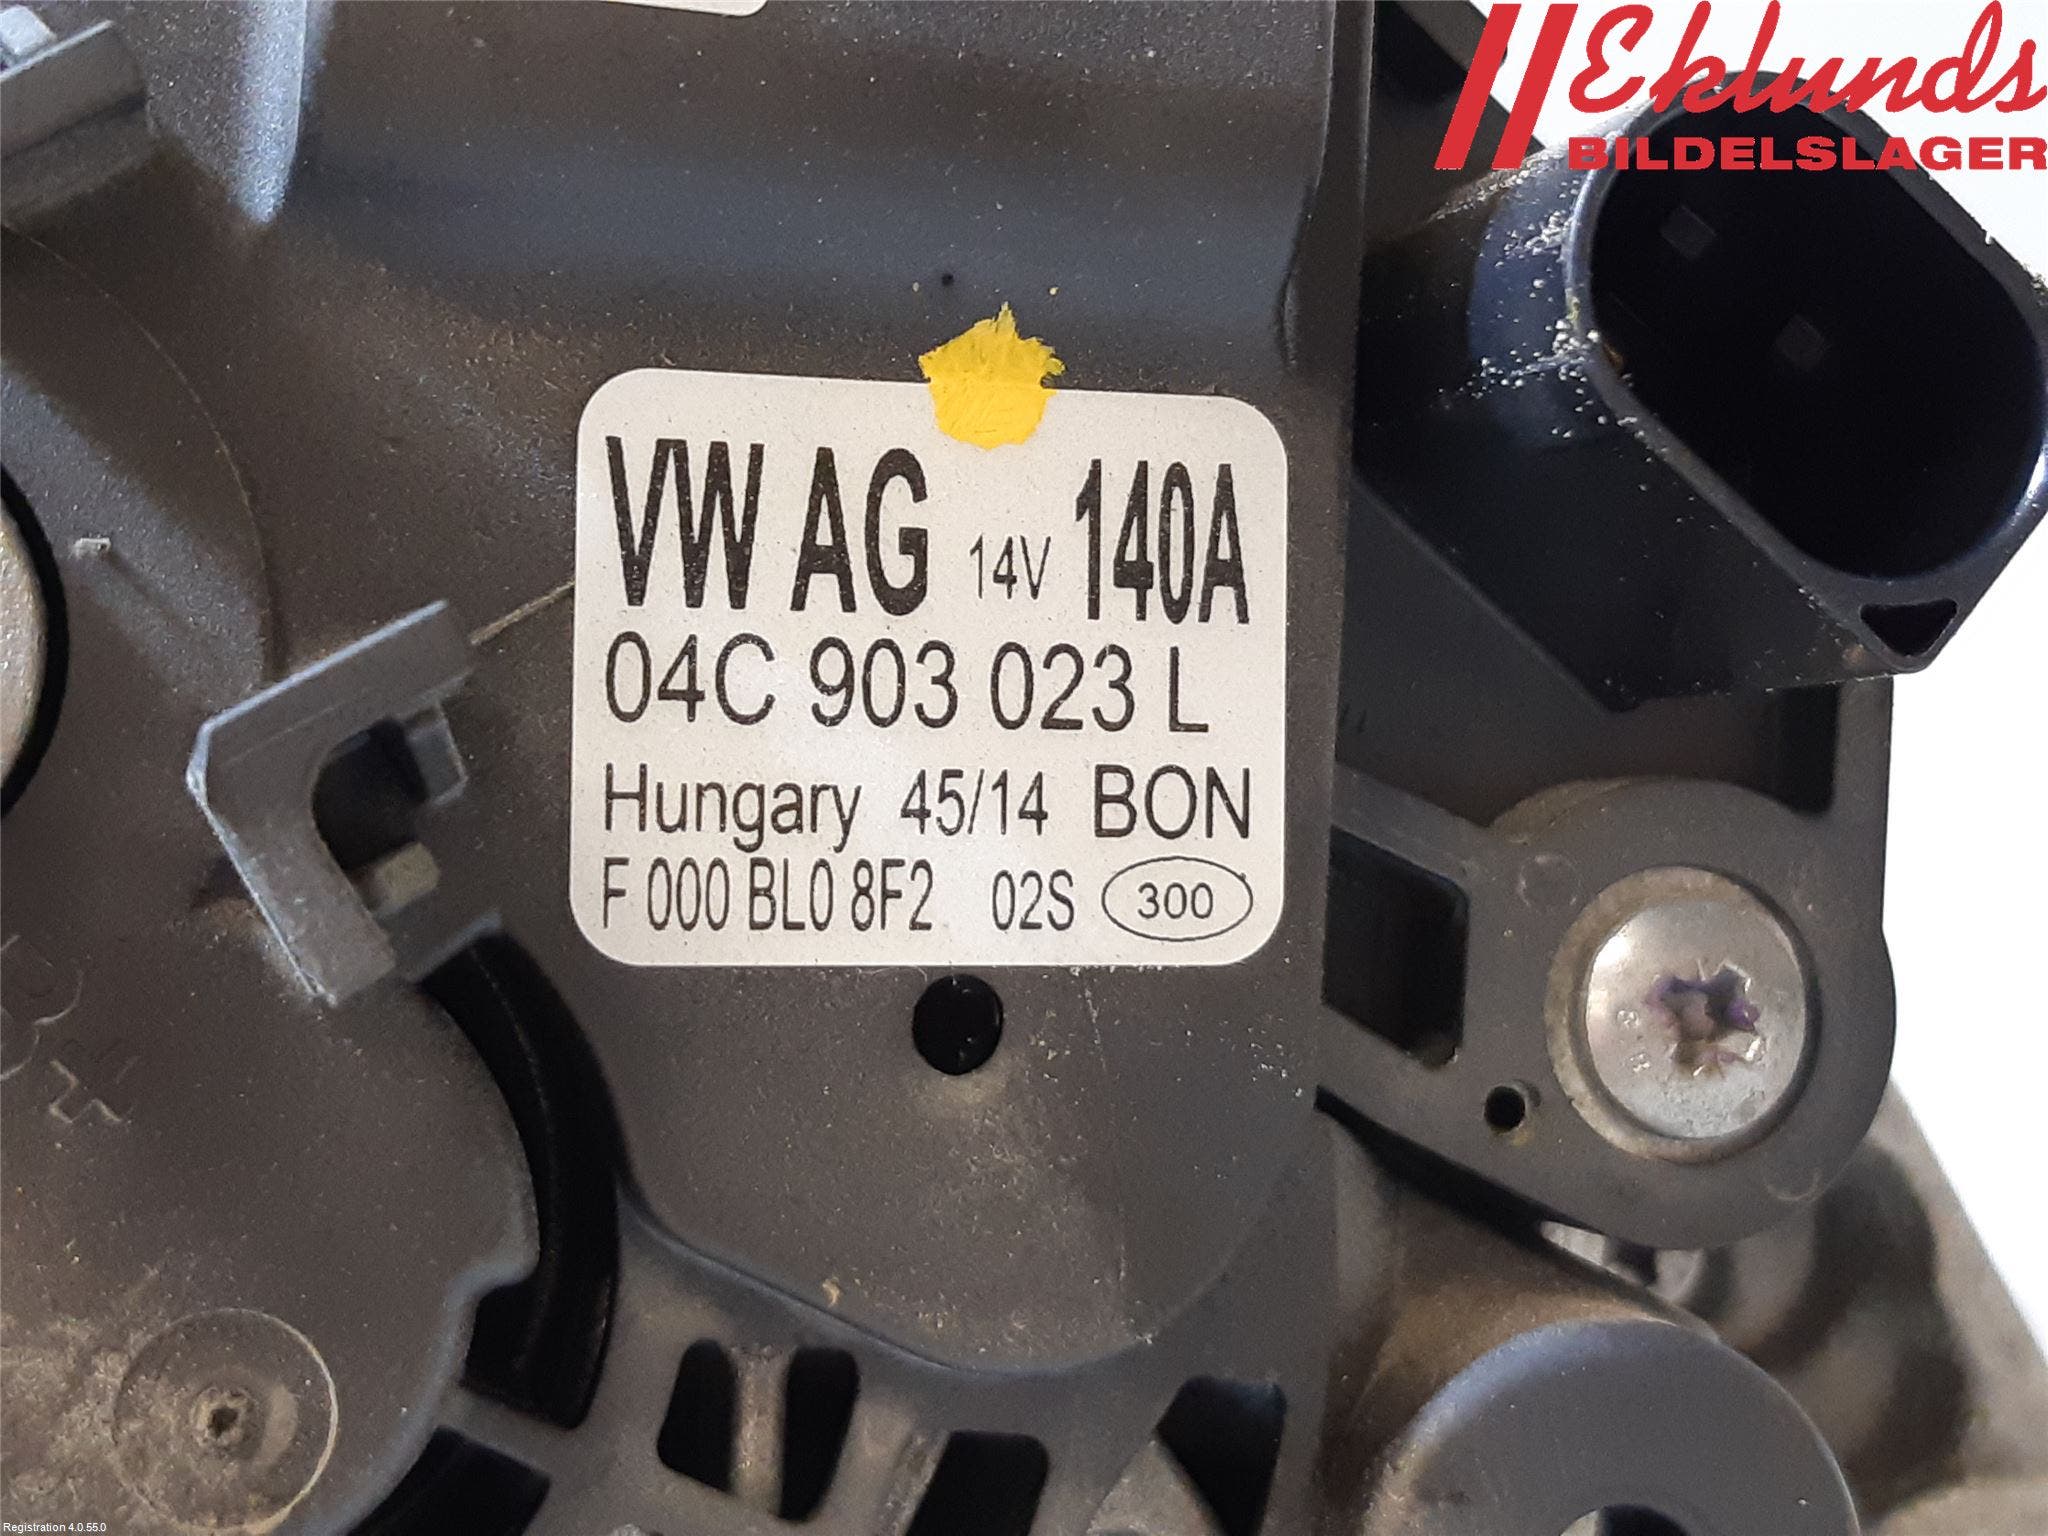 Eklunds
BILDELSLAGER
VW AG 14V 140A
04C 903 023 L
Hungary 45/14 BON
F 000 BL0 8F2 02S 300
Registration 4.0.55.0